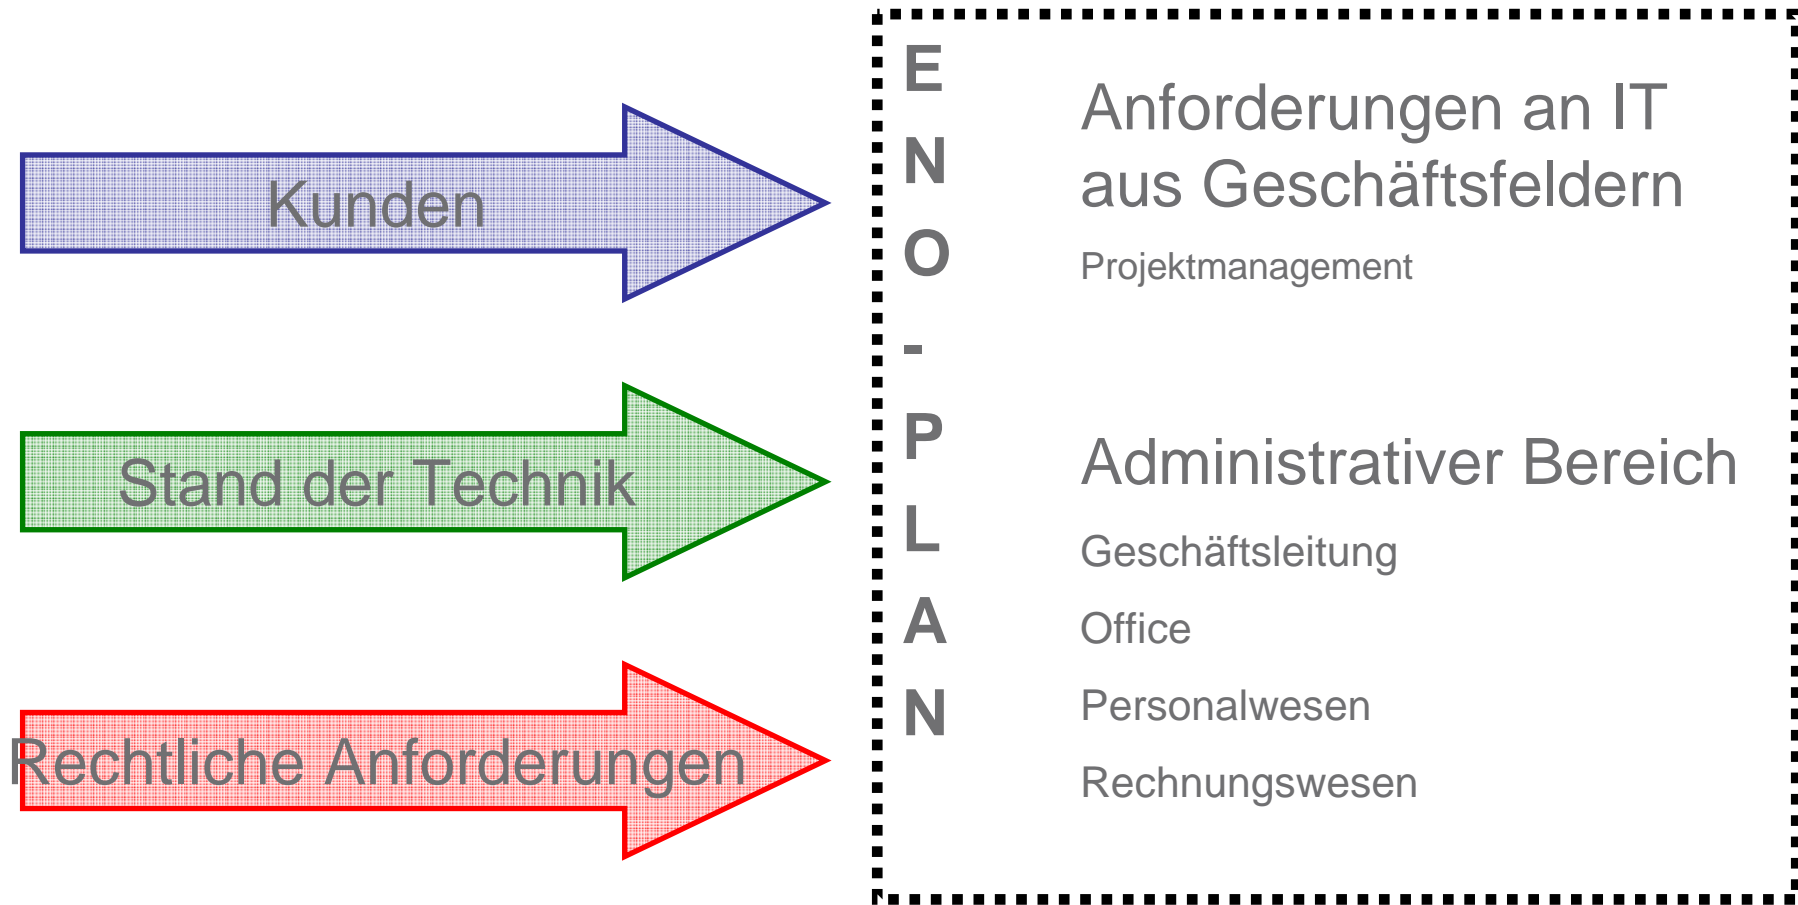 Kunden
Stand der Technik
Rechtliche Anforderungen
E
N
O
-
P
L
A
N
Anforderungen an IT
aus Geschäftsfeldern
Projektmanagement
Administrativer Bereich
Geschäftsleitung
Office
Personalwesen
Rechnungswesen